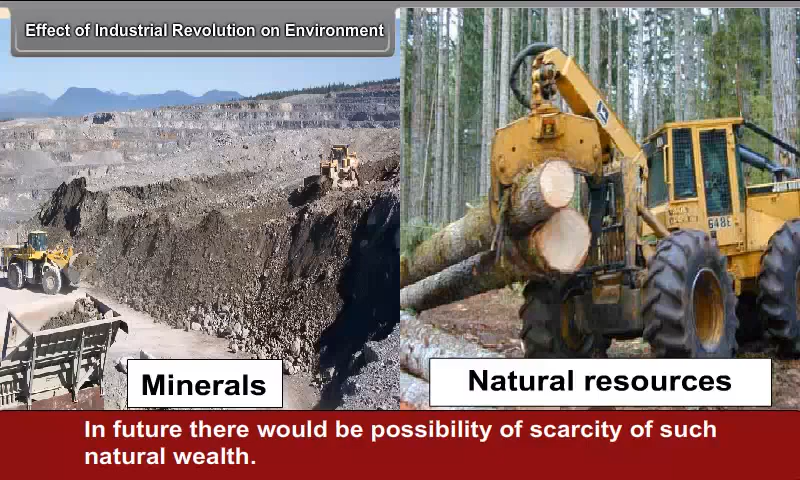 Effect of Industrial Revolution on Environment
648E
Minerals
Natural resources
In future there would be possibility of scarcity of such
natural wealth.